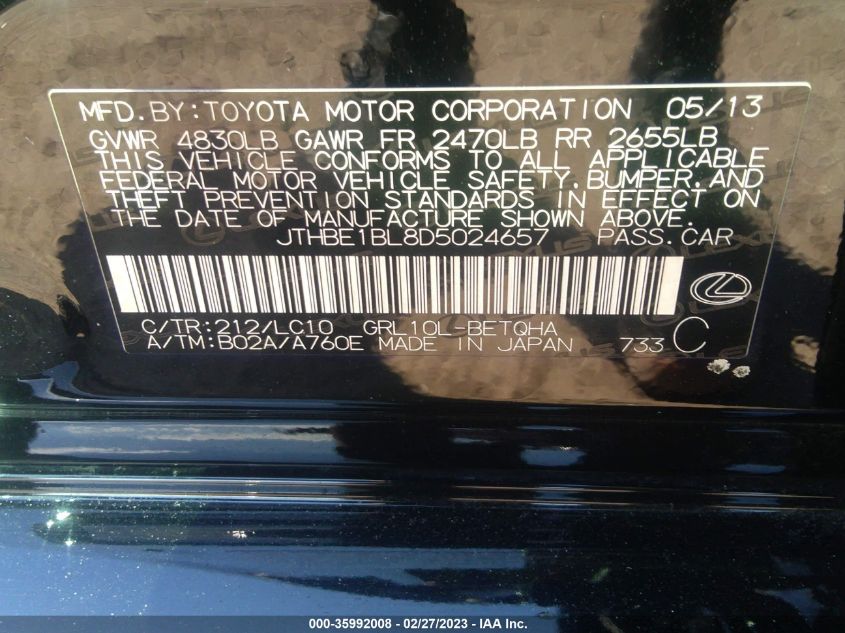 MFD.BY:TOYOTA MOTOR CORPORATION 05/13
GVWR 4830LB GAWR FR 2470LB RR 2655LB
THIS VEHICLE CONFORMS TO ALL APPLICABLE
FEDERAL MOTOR VEHICLE SAFETY,BUMPER,AND
THEFT PREVENTION STANDARDS IN EFFECT ON
THE DATE OF MANUFACTURE SHOWN ABOVE.
JTHBE1BL8D5024657 PASS.CAR
C/TR:212/LC10 GRL10L-BETQHA C
A/TM:B02A/A760E MADE IN JAPAN 733
000-35992008 - 02/27/2023 - IAA Inc.